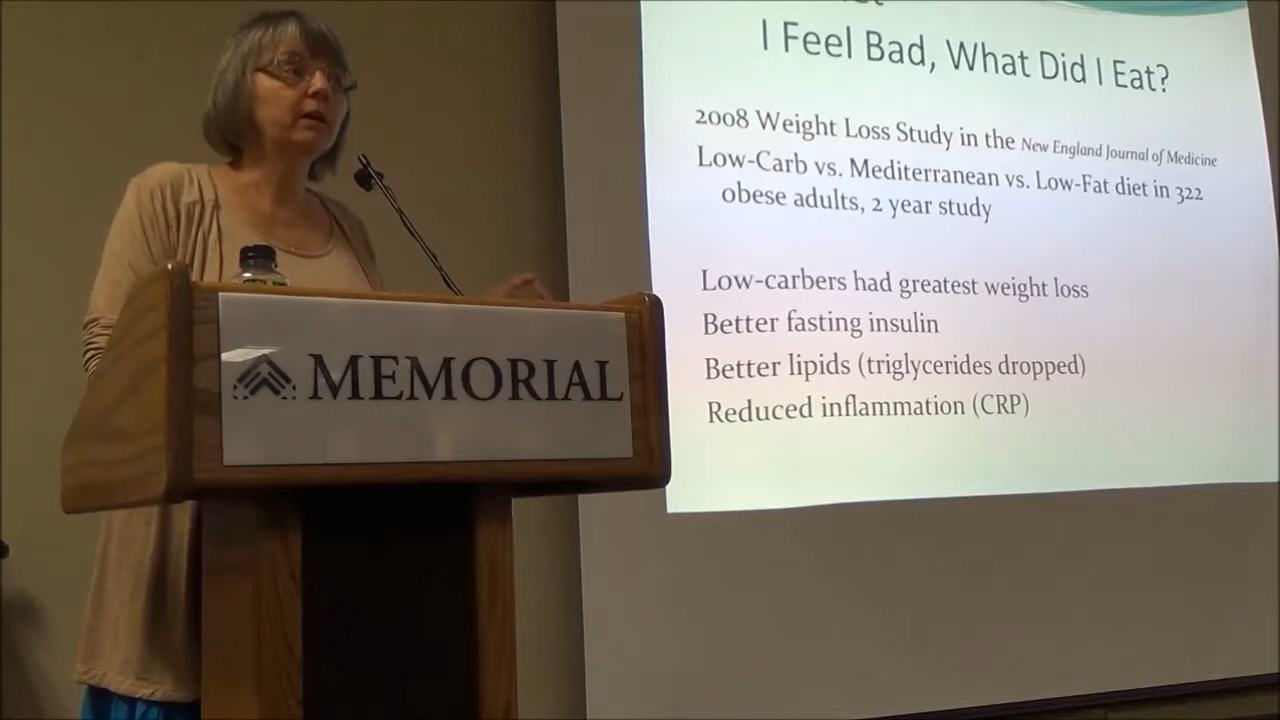 I Feel Bad, What Did I Eat?
2008 Weight Loss Study in the New England Journal of Medicine
Low-Carb vs. Mediterranean vs. Low-Fat diet in 322
obese adults, 2 year study
Low-carbers had greatest weight loss
Better fasting insulin
Better lipids (triglycerides dropped)
Reduced inflammation (CRP)
MEMORIAL